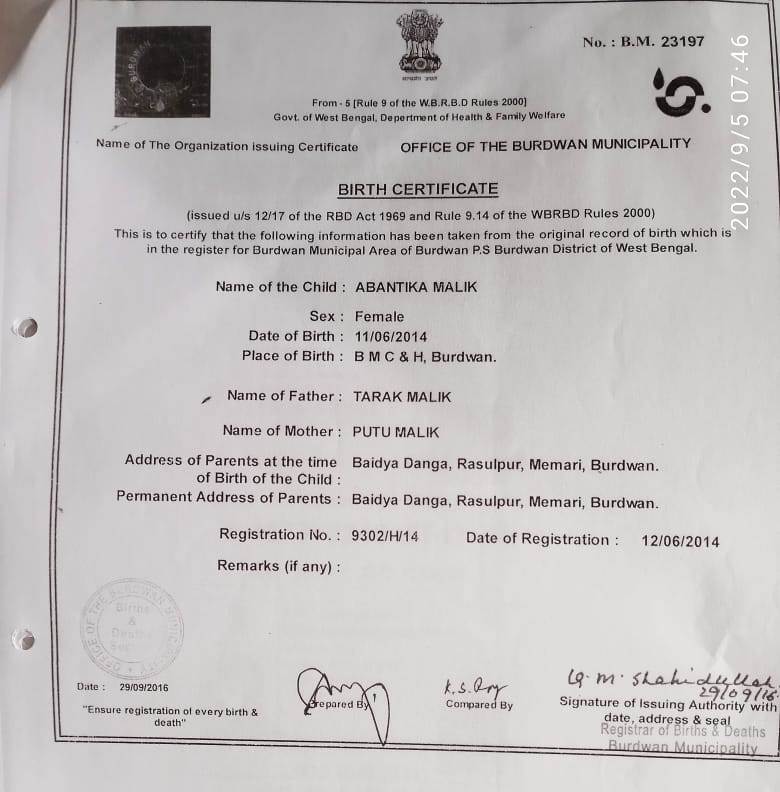 BURDWAN
सत्यमेव जयते
No. : B.M. 23197
2022/9/5 07:46
From - 5 [Rule 9 of the W.B.R.B.D Rules 2000]
Govt. of West Bengal, Depertment of Health & Family Welfare
Name of The Organization issuing Certificate OFFICE OF THE BURDWAN MUNICIPALITY
BIRTH CERTIFICATE
(issued u/s 12/17 of the RBD Act 1969 and Rule 9.14 of the WBRBD Rules 2000)
This is to certify that the following information has been taken from the original record of birth which is
in the register for Burdwan Municipal Area of Burdwan P.S Burdwan District of West Bengal.
Name of the Child : ABANTIKA MALIK
Sex : Female
Date of Birth : 11/06/2014
Place of Birth : B M C & H, Burdwan.
Name of Father : TARAK MALIK
Name of Mother : PUTU MALIK
Address of Parents at the time Baidya Danga, Rasulpur, Memari, Burdwan.
of Birth of the Child :
Permanent Address of Parents : Baidya Danga, Rasulpur, Memari, Burdwan.
Registration No. : 9302/H/14 Date of Registration : 12/06/2014
Remarks (if any) :
OFFICE OF THE BURDWAN MUNICIPALITY
Births
&
Date : 29/09/2016
"Ensure registration of every birth &
death"
Prepared By
K.S. Roy
Compared By
G. M. Shahidullah
29/09/16
Signature of Issuing Authority with
date, address & seal
Registrar of Births & Deaths
Burdwan Municipality